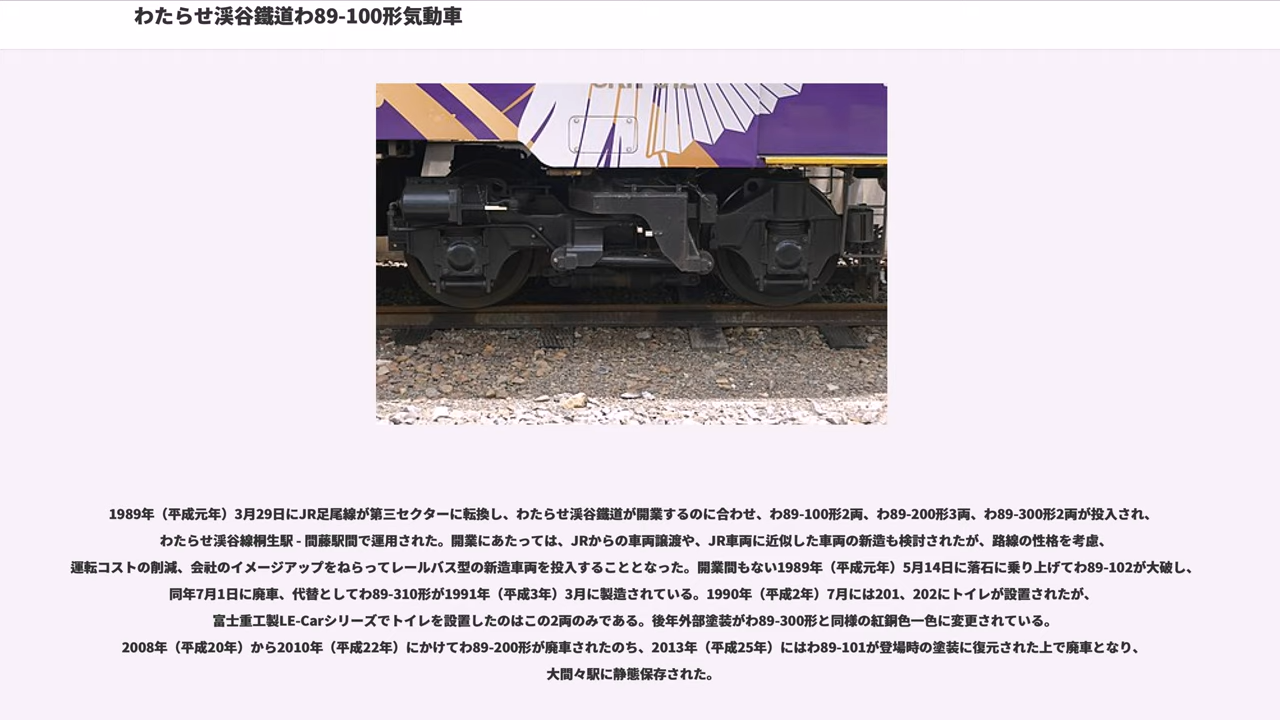 わたらせ渓谷鐵道わ89-100形気動車
1989年（平成元年）3月29日にJR足尾線が第三セクターに転換し、わたらせ渓谷鐵道が開業するのに合わせ、わ89-100形2両、わ89-200形3両、わ89-300形2両が投入され、
わたらせ渓谷線桐生駅 - 間藤駅間で運用された。開業にあたっては、JRからの車両譲渡や、JR車両に近似した車両の新造も検討されたが、路線の性格を考慮、
運転コストの削減、会社のイメージアップをねらってレールバス型の新造車両を投入することとなった。開業間もない1989年（平成元年）5月14日に落石に乗り上げてわ89-102が大破し、
同年7月1日に廃車、代替としてわ89-310形が1991年（平成3年）3月に製造されている。1990年（平成2年）7月には201、202にトイレが設置されたが、
富士重工製LE-Carシリーズでトイレを設置したのはこの2両のみである。後年外部塗装がわ89-300形と同様の紅銅色一色に変更されている。
2008年（平成20年）から2010年（平成22年）にかけてわ89-200形が廃車されたのち、2013年（平成25年）にはわ89-101が登場時の塗装に復元された上で廃車となり、
大間々駅に静態保存された。